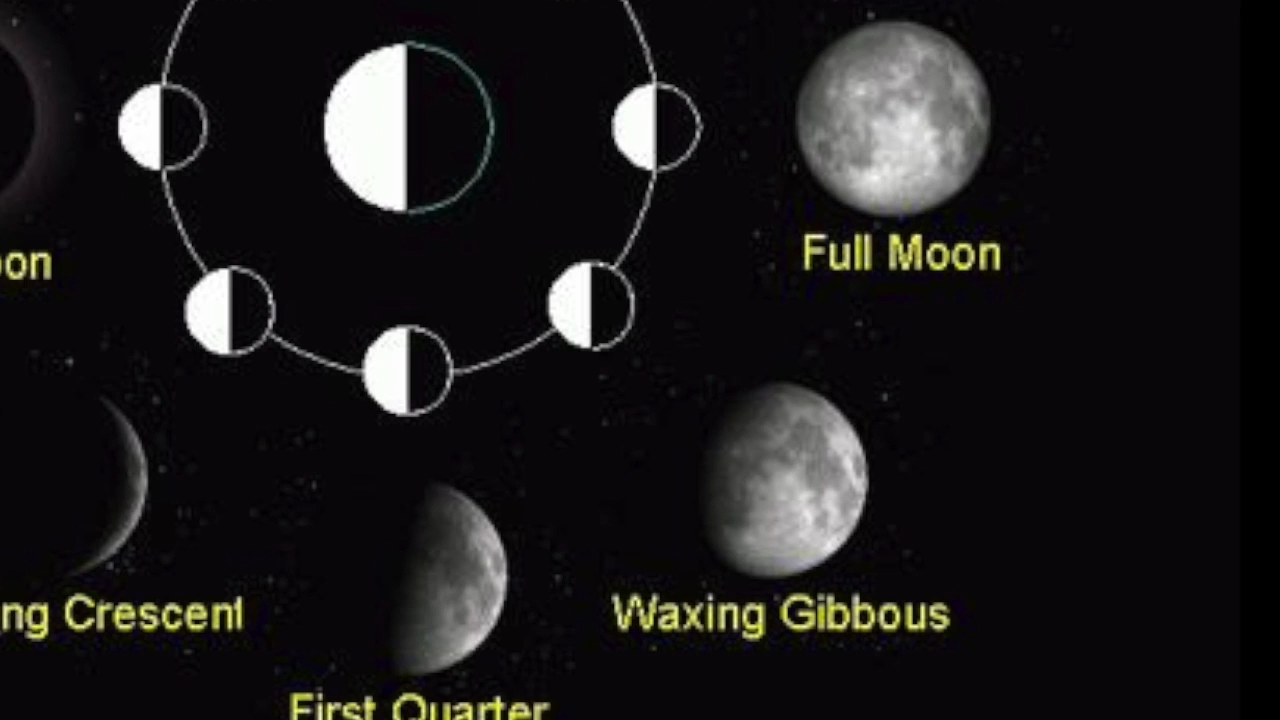 Full Moon
oon
ng Crescent
Waxing Gibbous
First Quarter